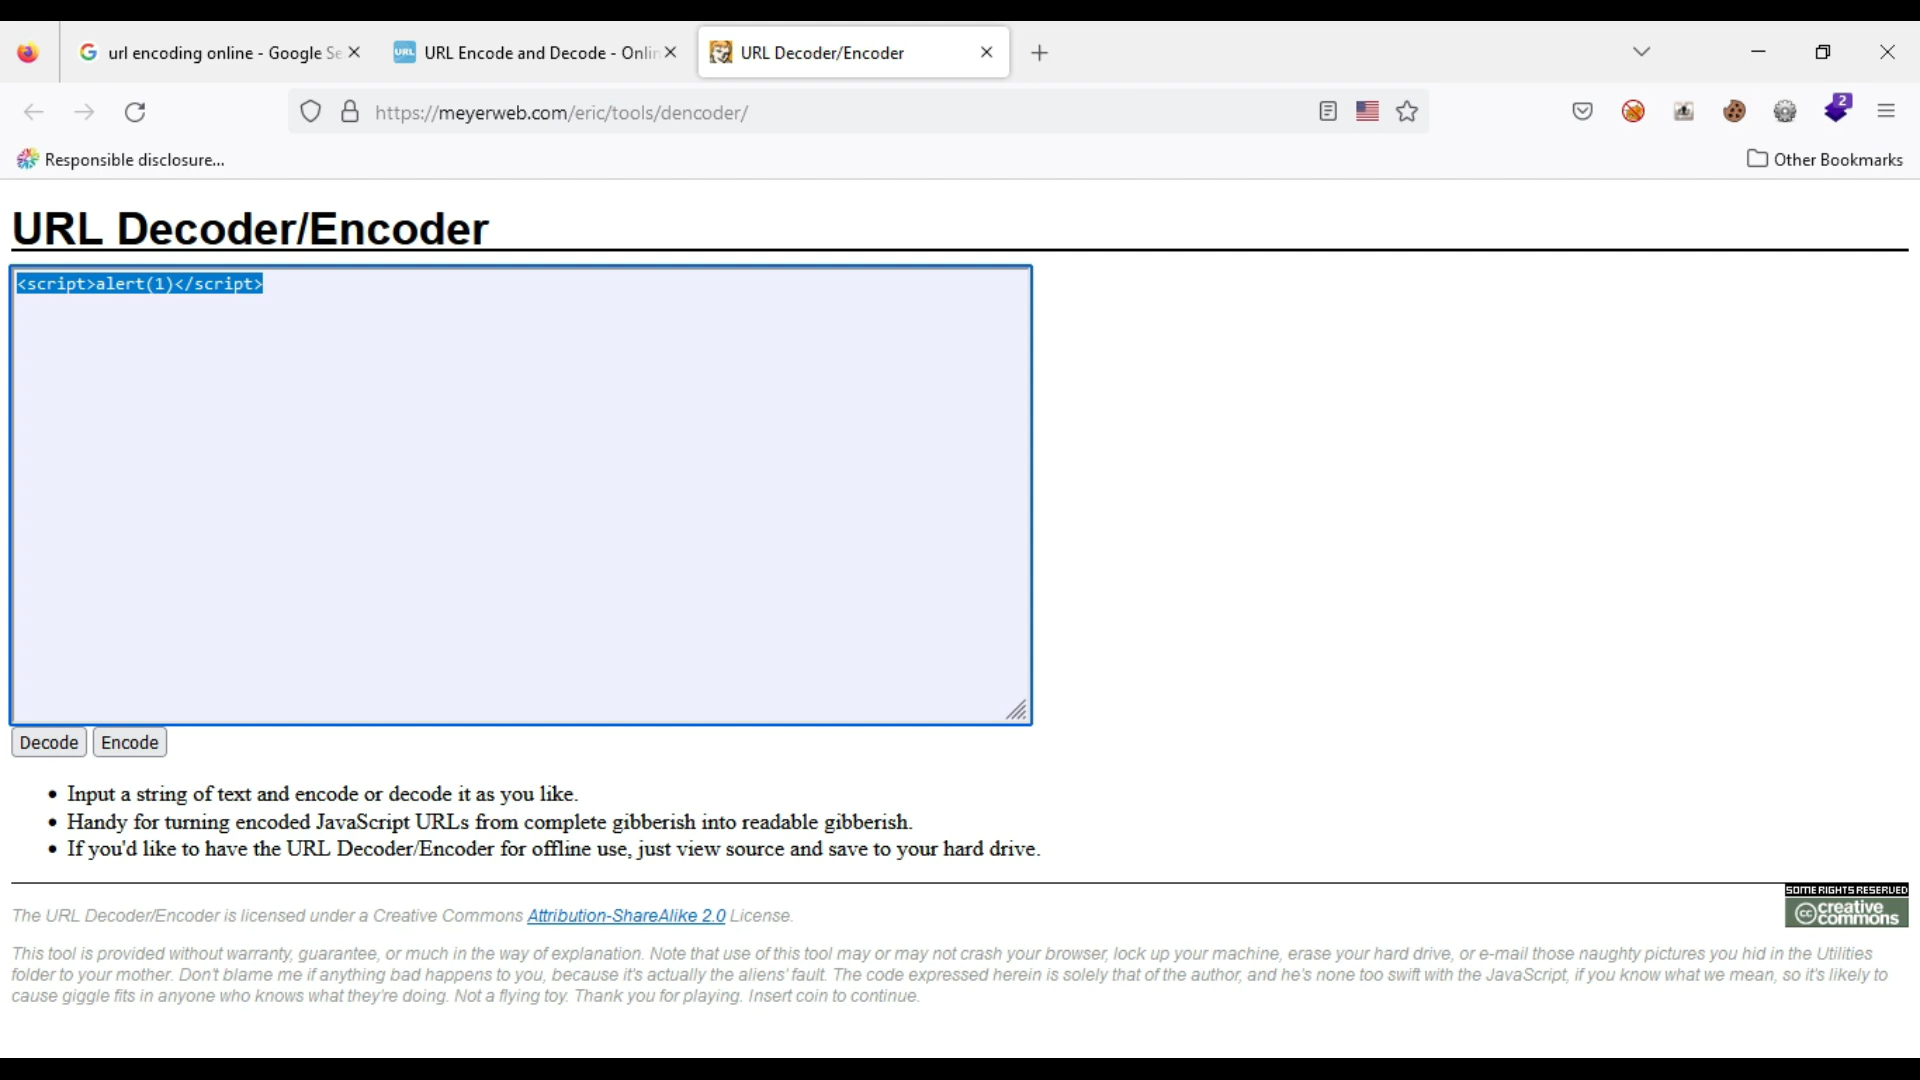 url encoding online - Google Se
URL Encode and Decode - Onlin
URL Decoder/Encoder
https://meyerweb.com/eric/tools/dencoder/
2
Responsible disclosure...
Other Bookmarks
URL Decoder/Encoder
<script>alert(1)</script>
Decode
Encode
• Input a string of text and encode or decode it as you like.
• Handy for turning encoded JavaScript URLs from complete gibberish into readable gibberish.
• If you'd like to have the URL Decoder/Encoder for offline use, just view source and save to your hard drive.
SOME RIGHTS RESERVED
cc creative commons
The URL Decoder/Encoder is licensed under a Creative Commons Attribution-ShareAlike 2.0 License.
This tool is provided without warranty, guarantee, or much in the way of explanation. Note that use of this tool may or may not crash your browser, lock up your machine, erase your hard drive, or e-mail those naughty pictures you hid in the Utilities
folder to your mother. Don't blame me if anything bad happens to you, because it's actually the aliens' fault. The code expressed herein is solely that of the author, and he's none too swift with the JavaScript, if you know what we mean, so it's likely to
cause giggle fits in anyone who knows what they're doing. Not a flying toy. Thank you for playing. Insert coin to continue.